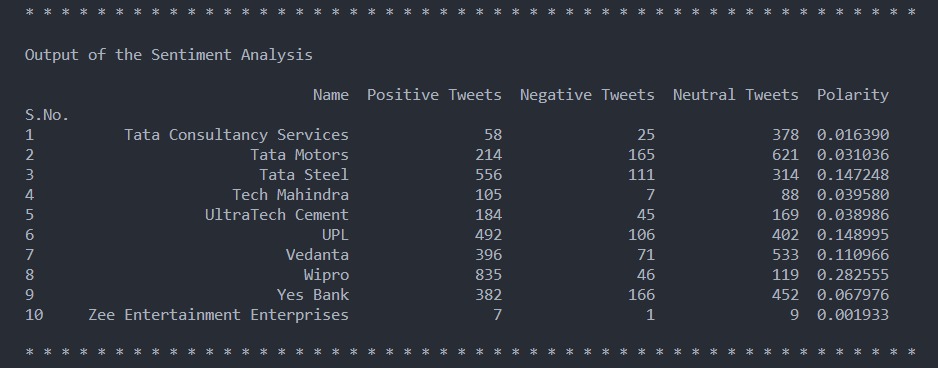 * * * * * * * * * * * * * * * * * * * * * * * * * * * * * * * * * * * * * * * * * * * * * * * * * *
Output of the Sentiment Analysis
Name Positive Tweets Negative Tweets Neutral Tweets Polarity
S.No.
1 Tata Consultancy Services 58 25 378 0.016390
2 Tata Motors 214 165 621 0.031036
3 Tata Steel 556 111 314 0.147248
4 Tech Mahindra 105 7 88 0.039580
5 UltraTech Cement 184 45 169 0.038986
6 UPL 492 106 402 0.148995
7 Vedanta 396 71 533 0.110966
8 Wipro 835 46 119 0.282555
9 Yes Bank 382 166 452 0.067976
10 Zee Entertainment Enterprises 7 1 9 0.001933
* * * * * * * * * * * * * * * * * * * * * * * * * * * * * * * * * * * * * * * * * * * * * * * * * *